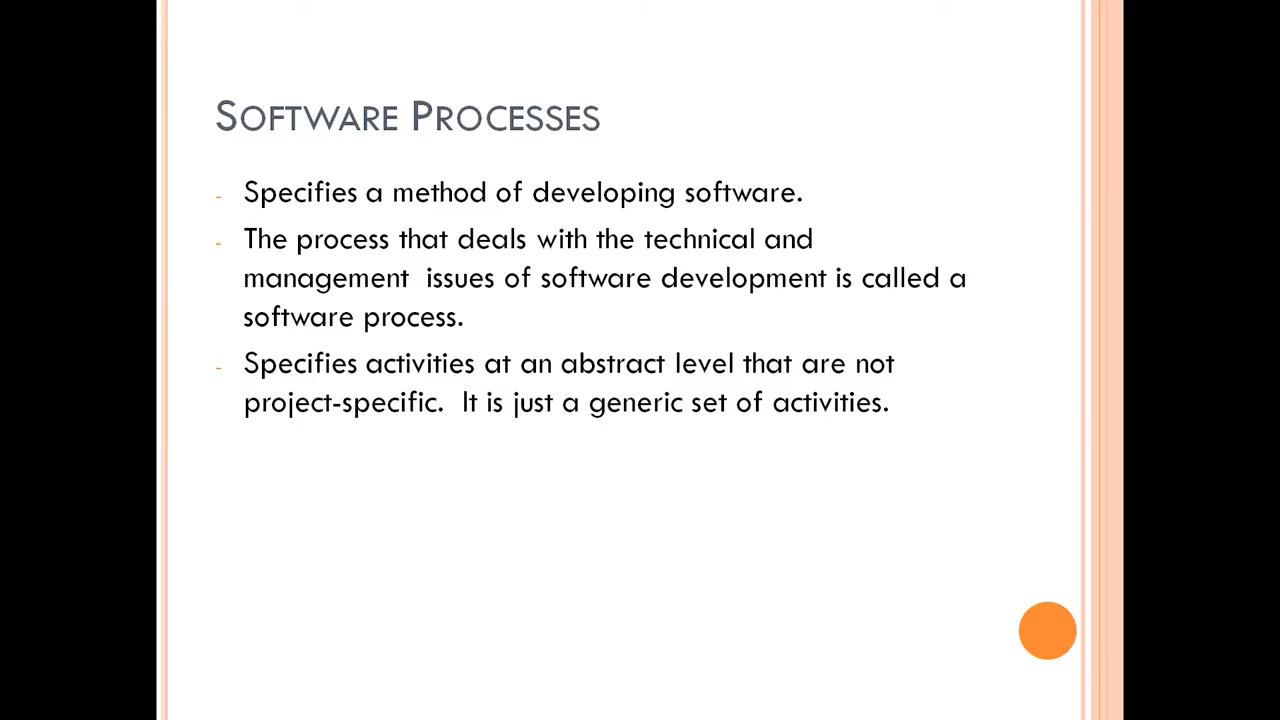 SOFTWARE PROCESSES
- Specifies a method of developing software.
- The process that deals with the technical and
management issues of software development is called a
software process.
- Specifies activities at an abstract level that are not
project-specific. It is just a generic set of activities.